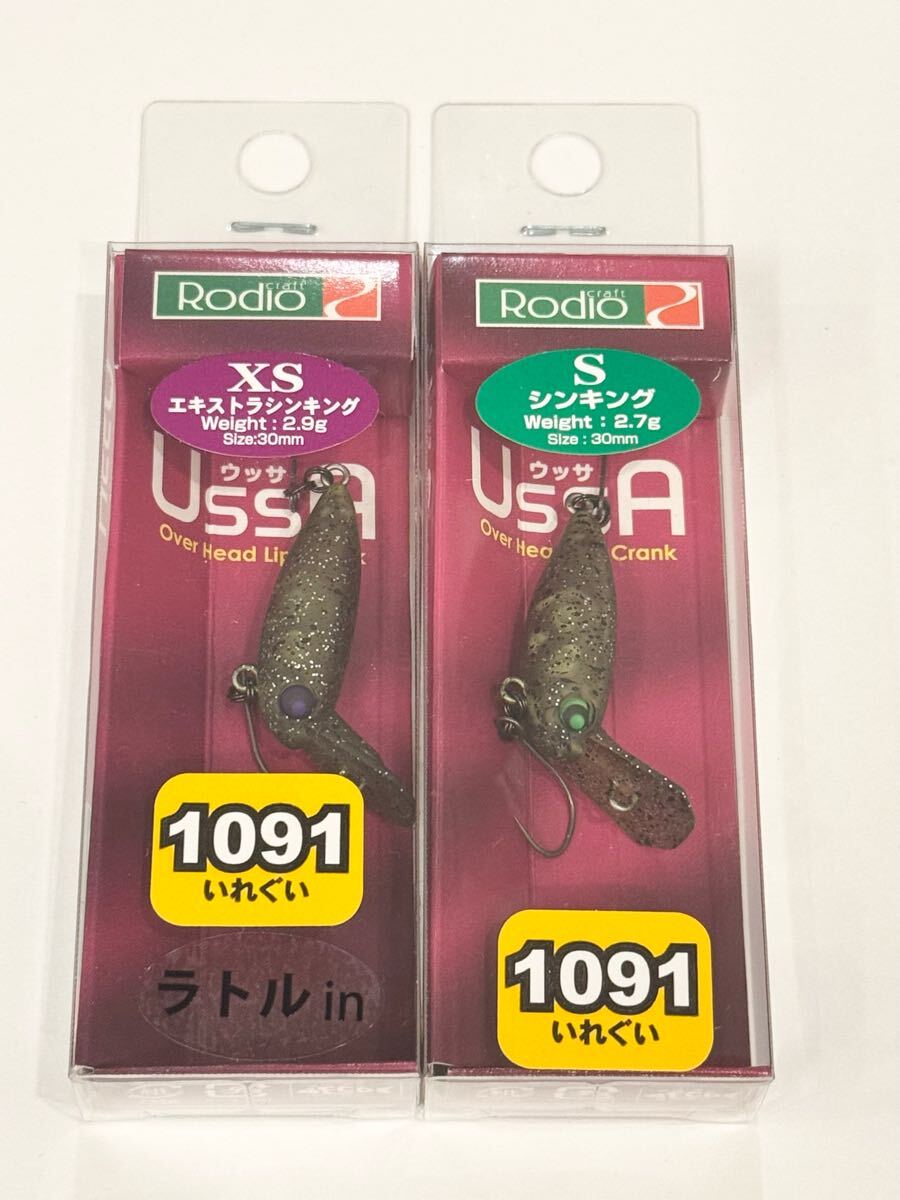 Rodio craft
XS
エキストラシンキング
Weight : 2.9g
Size:30mm
ウッサ
UssA
Over Head Lip
1091
いれぐい
ラトル in
Rodio craft
S
シンキング
Weight : 2.7g
Size : 30mm
ウッサ
UssA
Over Crank
1091
いれぐい